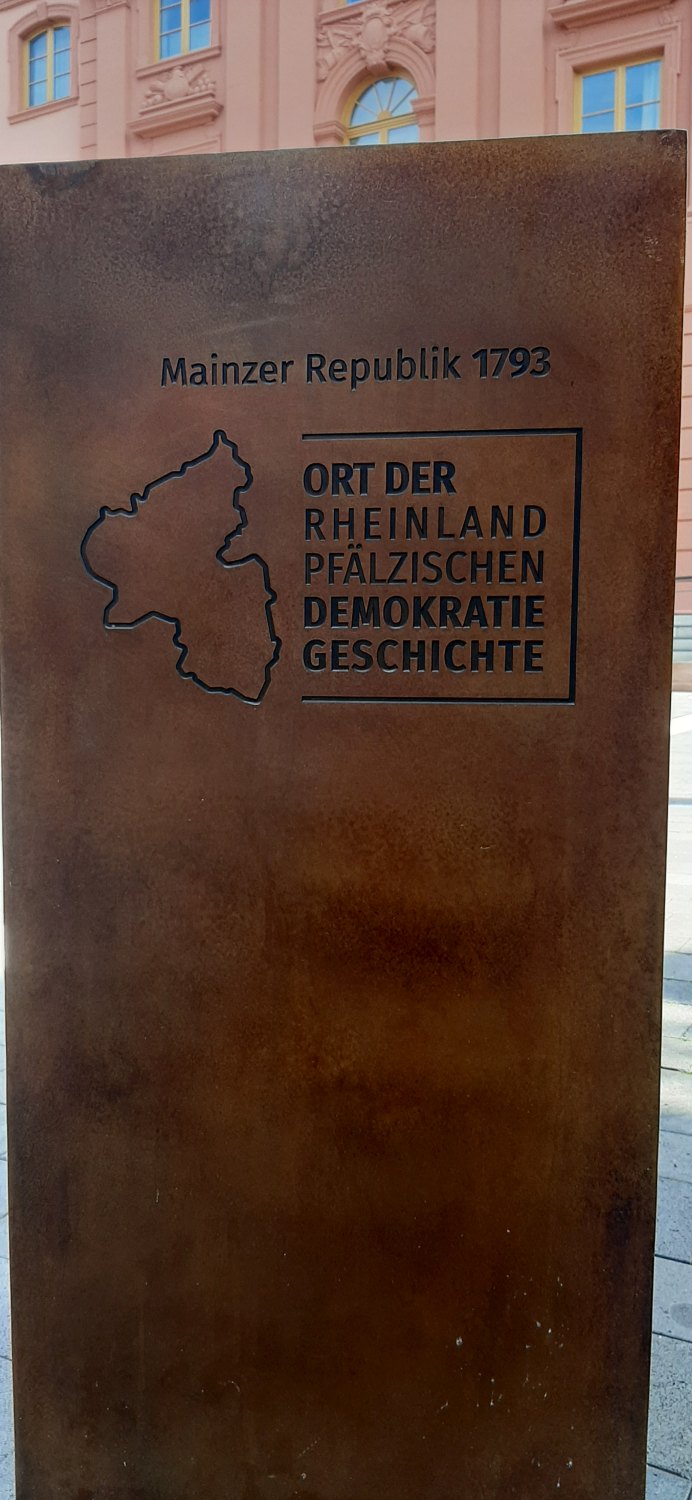 Mainzer Republik 1793
ORT DER
RHEINLAND
PFÄLZISCHEN
DEMOKRATIE
GESCHICHTE